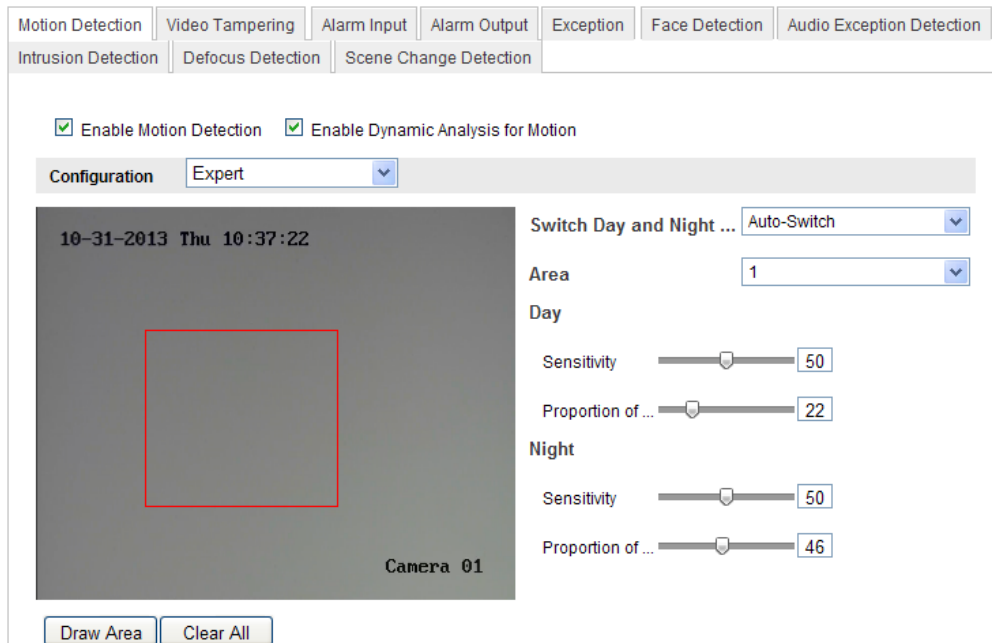 Motion Detection Video Tampering Alarm Input Alarm Output Exception Face Detection Audio Exception Detection
Intrusion Detection Defocus Detection Scene Change Detection
Enable Motion Detection Enable Dynamic Analysis for Motion
Configuration Expert
10-31-2013 Thu 10:37:22
Switch Day and Night ... Auto-Switch
Area 1
Day
Sensitivity 50
Proportion of ... 22
Night
Sensitivity 50
Proportion of ... 46
Camera 01
Draw Area Clear All